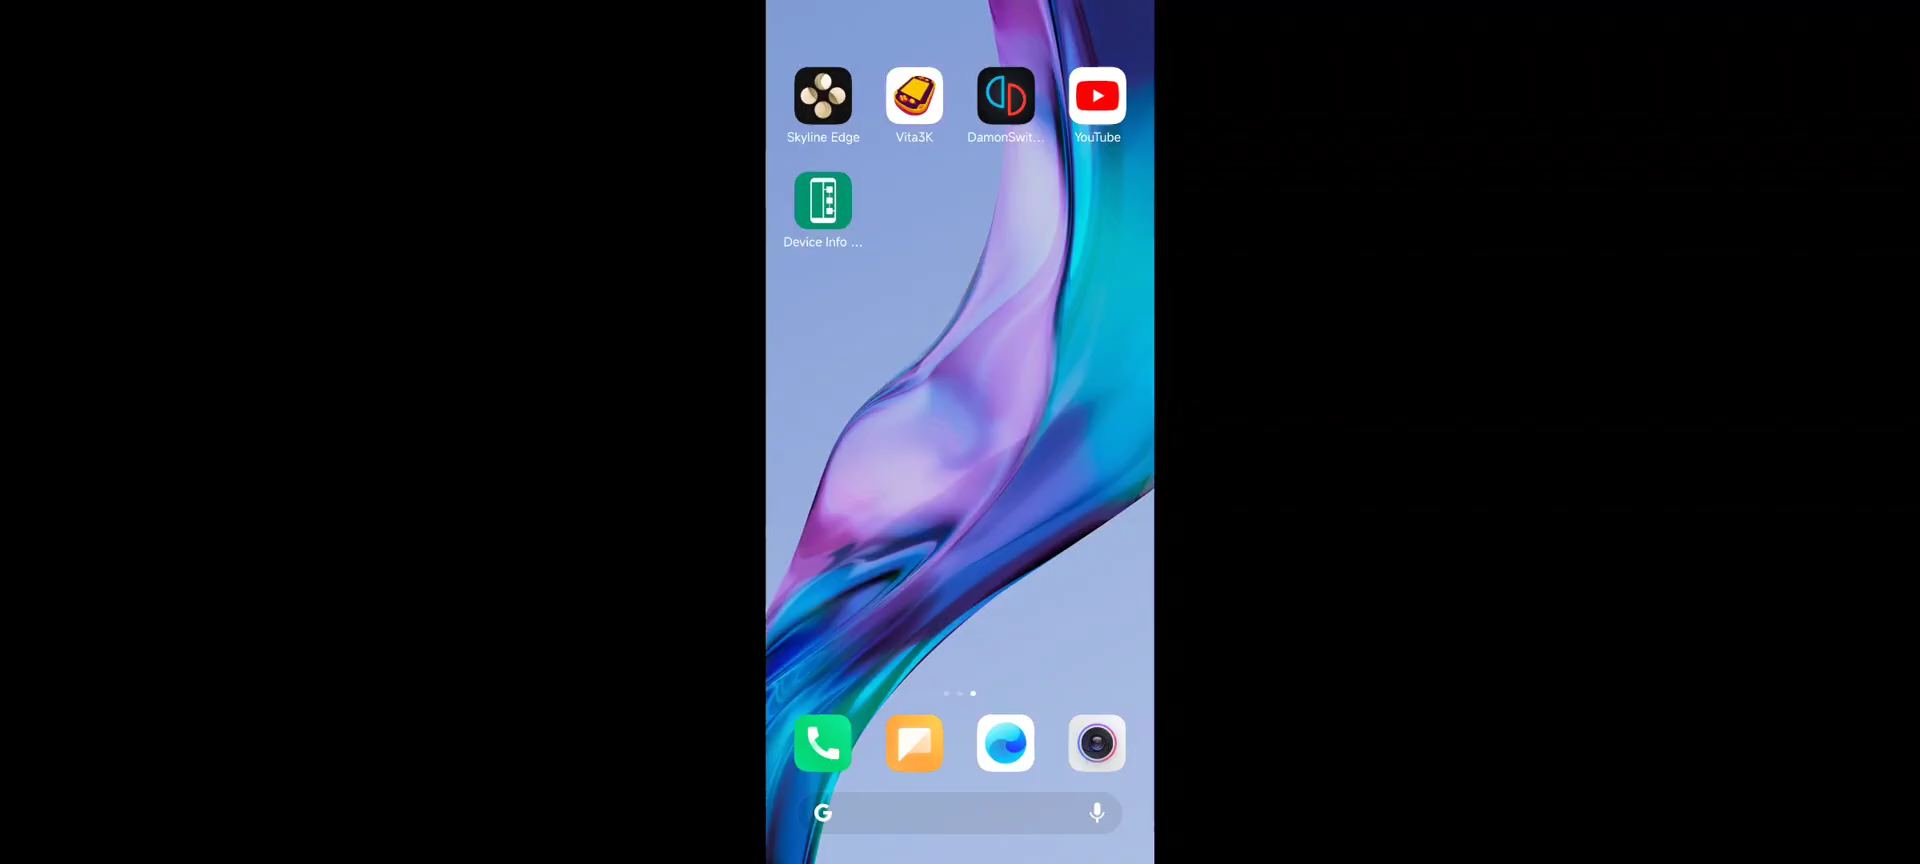 Skyline Edge
Vita3K
DamonSwit...
YouTube
Device Info ...
G